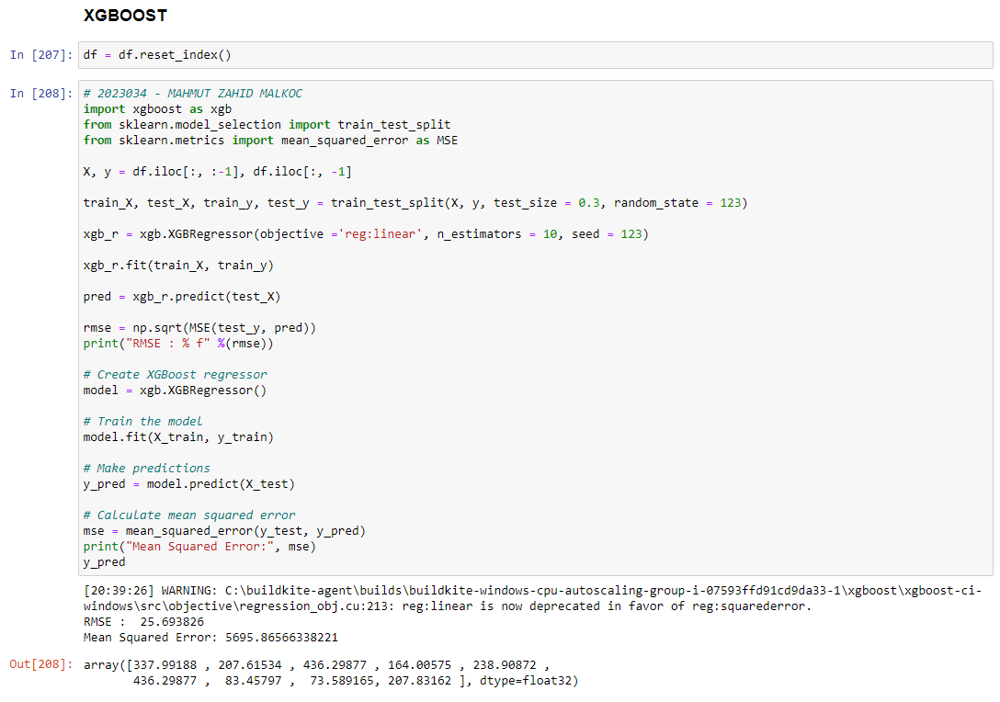 XGBOOST
In [207]: df = df.reset_index()
In [208]: # 2023034 - MAHMUT ZAHID MALKOC
import xgboost as xgb
from sklearn.model_selection import train_test_split
from sklearn.metrics import mean_squared_error as MSE
X, y = df.iloc[:, :-1], df.iloc[:, -1]
train_X, test_X, train_y, test_y = train_test_split(X, y, test_size = 0.3, random_state = 123)
xgb_r = xgb.XGBRegressor(objective ='reg:linear', n_estimators = 10, seed = 123)
xgb_r.fit(train_X, train_y)
pred = xgb_r.predict(test_X)
rmse = np.sqrt(MSE(test_y, pred))
print("RMSE : % f" %(rmse))
# Create XGBoost regressor
model = xgb.XGBRegressor()
# Train the model
model.fit(X_train, y_train)
# Make predictions
y_pred = model.predict(X_test)
# Calculate mean squared error
mse = mean_squared_error(y_test, y_pred)
print("Mean Squared Error:", mse)
y_pred
[20:39:26] WARNING: C:\buildkite-agent\builds\buildkite-windows-cpu-autoscaling-group-i-07593ffd91cd9da33-1\xgboost\xgboost-ci-
windows\src\objective\regression_obj.cu:213: reg:linear is now deprecated in favor of reg:squarederror.
RMSE :  25.693826
Mean Squared Error: 5695.86566338221
Out[208]: array([337.99188 , 207.61534 , 436.29877 , 164.00575 , 238.90872 ,
436.29877 ,  83.45797 ,  73.589165, 207.83162 ], dtype=float32)